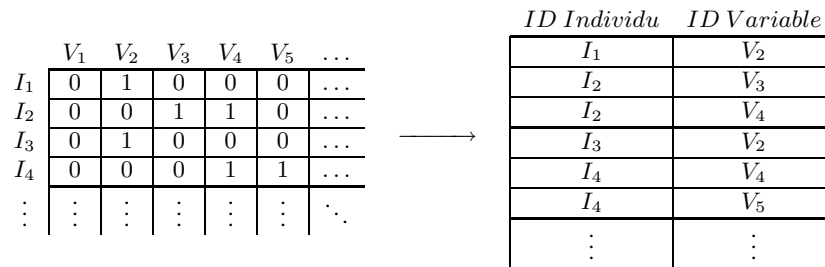 V₁ V₂ V₃ V₄ V₅ …
I₁ 0 1 0 0 0 …
I₂ 0 0 1 1 0 …
I₃ 0 1 0 0 0 …
I₄ 0 0 0 1 1 …
⋮ ⋮ ⋮ ⋮ ⋮ ⋮ ⋱
⟶
ID Individu ID Variable
I₁ V₂
I₂ V₃
I₂ V₄
I₃ V₂
I₄ V₄
I₄ V₅
⋮ ⋮